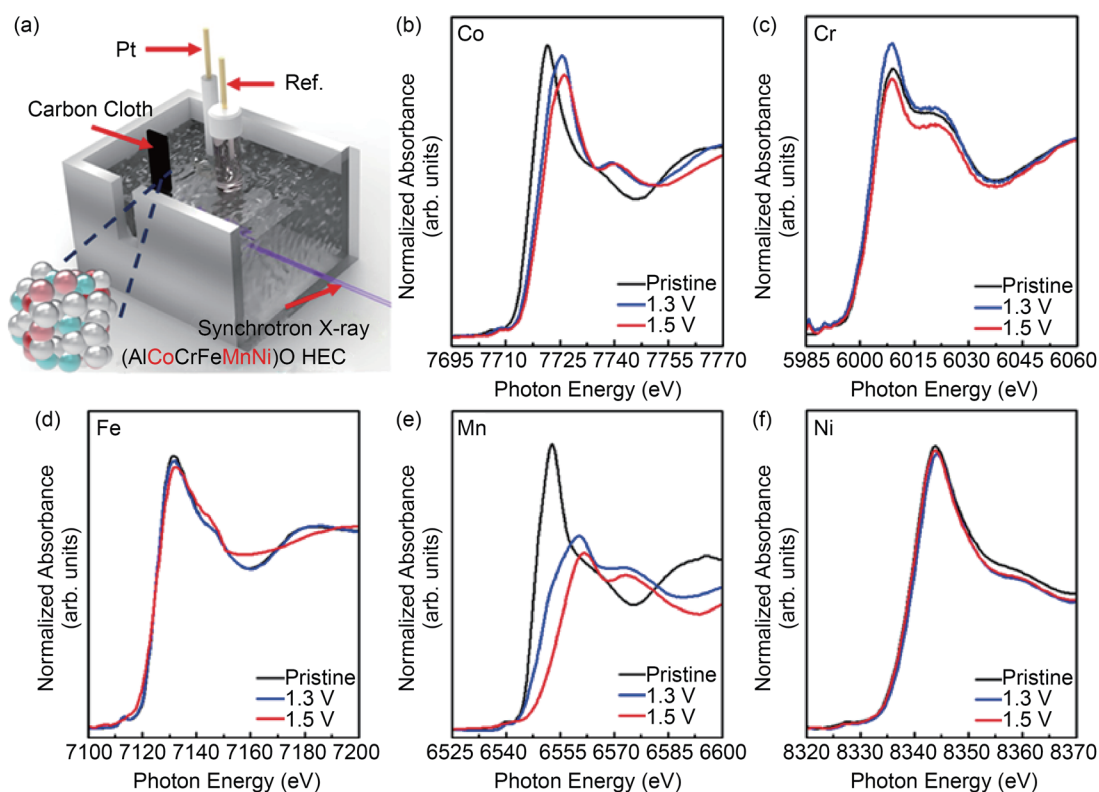 (a)
Pt
Ref.
Carbon Cloth
Synchrotron X-ray
(AlCoCrFeMnNi)O HEC
(b)
Co
Normalized Absorbance
(arb. units)
Pristine
1.3 V
1.5 V
7695 7710 7725 7740 7755 7770
Photon Energy (eV)
(c)
Cr
Normalized Absorbance
(arb. units)
Pristine
1.3 V
1.5 V
5985 6000 6015 6030 6045 6060
Photon Energy (eV)
(d)
Fe
Normalized Absorbance
(arb. units)
Pristine
1.3 V
1.5 V
7100 7120 7140 7160 7180 7200
Photon Energy (eV)
(e)
Mn
Normalized Absorbance
(arb. units)
Pristine
1.3 V
1.5 V
6525 6540 6555 6570 6585 6600
Photon Energy (eV)
(f)
Ni
Normalized Absorbance
(arb. units)
Pristine
1.3 V
1.5 V
8320 8330 8340 8350 8360 8370
Photon Energy (eV)